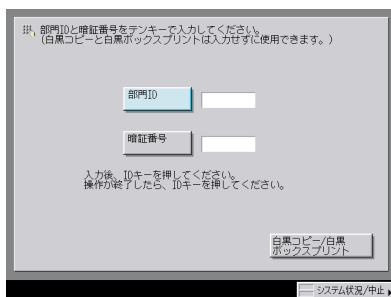 部門IDと暗証番号をテンキーで入力してください。
(白黒コピーと白黒ボックスプリントは入力せずに使用できます。)
部門ID
暗証番号
入力後、IDキーを押してください。
操作が終了したら、IDキーを押してください。
白黒コピー/白黒
ボックスプリント
システム状況/中止